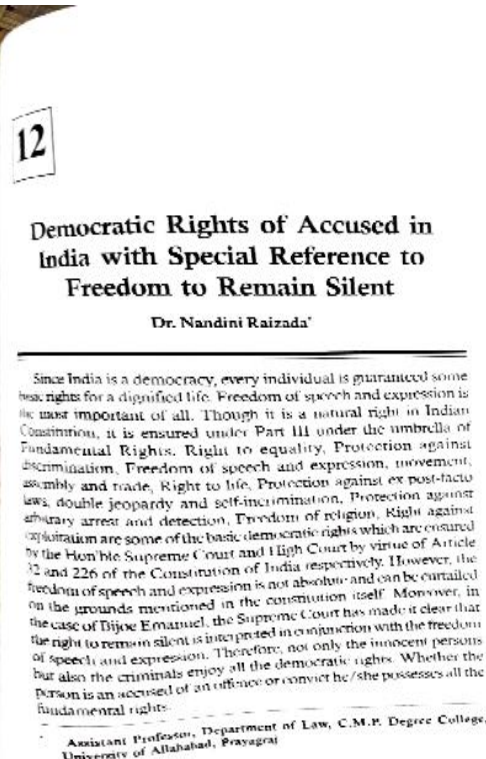 12
Democratic Rights of Accused in
India with Special Reference to
Freedom to Remain Silent
Dr. Nandini Raizada*
Since India is a democracy, every individual is guaranteed some
basic rights for a dignified life. Freedom of speech and expression is
the most important of all. Though it is a natural right in Indian
Constitution, it is ensured under Part III under the umbrella of
Fundamental Rights. Right to equality, Protection against
discrimination, Freedom of speech and expression, movement,
assembly and trade, Right to life, Protection against ex post-facto
laws, double jeopardy and self-incrimination, Protection against
arbitrary arrest and detection, Freedom of religion, Right against
exploitation are some of the basic democratic rights which are ensured
by the Hon'ble Supreme Court and High Court by virtue of Article
32 and 226 of the Constitution of India respectively. However, the
freedom of speech and expression is not absolute and can be curtailed
on the grounds mentioned in the constitution itself. Moreover, in
the case of Bijoe Emanuel, the Supreme Court has made it clear that
the right to remain silent is interpreted in conjunction with the freedom
of speech and expression. Therefore, not only the innocent persons
but also the criminals enjoy all the democratic rights. Whether the
person is an accused of an offence or convict he/she possesses all the
fundamental rights.
* Assistant Professor, Department of Law, C.M.P. Degree College,
University of Allahabad, Prayagraj